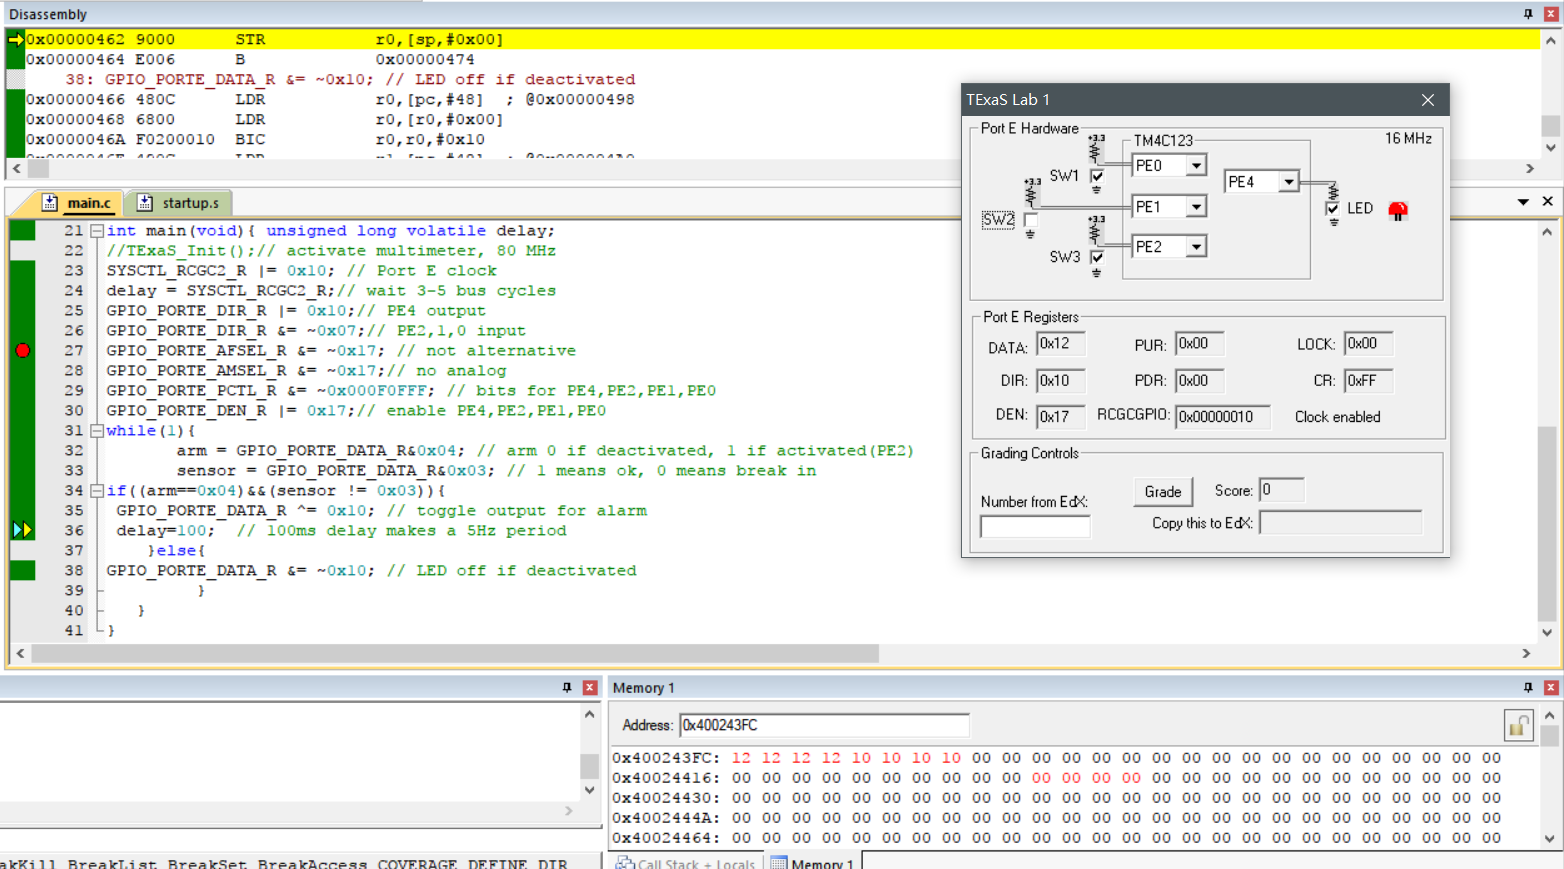 Disassembly
0x00000462 9000 STR r0,[sp,#0x00]
0x00000464 E006 B 0x00000474
38: GPIO_PORTE_DATA_R &= ~0x10; // LED off if deactivated
0x00000466 480C LDR r0,[pc,#48] ; @0x00000498
0x00000468 6800 LDR r0,[r0,#0x00]
0x0000046A F0200010 BIC r0,r0,#0x10
main.c startup.s
21 int main(void){ unsigned long volatile delay;
22 //TExaS_Init();// activate multimeter, 80 MHz
23 SYSCTL_RCGC2_R |= 0x10; // Port E clock
24 delay = SYSCTL_RCGC2_R;// wait 3-5 bus cycles
25 GPIO_PORTE_DIR_R |= 0x10;// PE4 output
26 GPIO_PORTE_DIR_R &= ~0x07;// PE2,1,0 input
27 GPIO_PORTE_AFSEL_R &= ~0x17; // not alternative
28 GPIO_PORTE_AMSEL_R &= ~0x17;// no analog
29 GPIO_PORTE_PCTL_R &= ~0x000F0FFF; // bits for PE4,PE2,PE1,PE0
30 GPIO_PORTE_DEN_R |= 0x17;// enable PE4,PE2,PE1,PE0
31 while(1){
32 arm = GPIO_PORTE_DATA_R&0x04; // arm 0 if deactivated, 1 if activated(PE2)
33 sensor = GPIO_PORTE_DATA_R&0x03; // 1 means ok, 0 means break in
34 if((arm==0x04)&&(sensor != 0x03)){
35 GPIO_PORTE_DATA_R ^= 0x10; // toggle output for alarm
36 delay=100; // 100ms delay makes a 5Hz period
37 }else{
38 GPIO_PORTE_DATA_R &= ~0x10; // LED off if deactivated
39 }
40 }
41 }
TExaS Lab 1
Port E Hardware
16 MHz
TM4C123
+3.3
SW1
PE0
PE4
LED
+3.3
SW2
PE1
+3.3
SW3
PE2
Port E Registers
DATA: 0x12 PUR: 0x00 LOCK: 0x00
DIR: 0x10 PDR: 0x00 CR: 0xFF
DEN: 0x17 RCGCGPIO: 0x00000010 Clock enabled
Grading Controls
Number from EdX:
Grade Score: 0
Copy this to EdX:
Memory 1
Address: 0x400243FC
0x400243FC: 12 12 12 12 10 10 10 10 00 00 00 00 00 00 00 00 00 00 00 00 00 00 00 00 00 00
0x40024416: 00 00 00 00 00 00 00 00 00 00 00 00 00 00 00 00 00 00 00 00 00 00 00 00 00 00
0x40024430: 00 00 00 00 00 00 00 00 00 00 00 00 00 00 00 00 00 00 00 00 00 00 00 00 00 00
0x4002444A: 00 00 00 00 00 00 00 00 00 00 00 00 00 00 00 00 00 00 00 00 00 00 00 00 00 00
0x40024464: 00 00 00 00 00 00 00 00 00 00 00 00 00 00 00 00 00 00 00 00 00 00 00 00 00 00
akKill BreakList BreakSet BreakAccess COVERAGE DEFINE DIR
Call Stack + Locals Memory 1